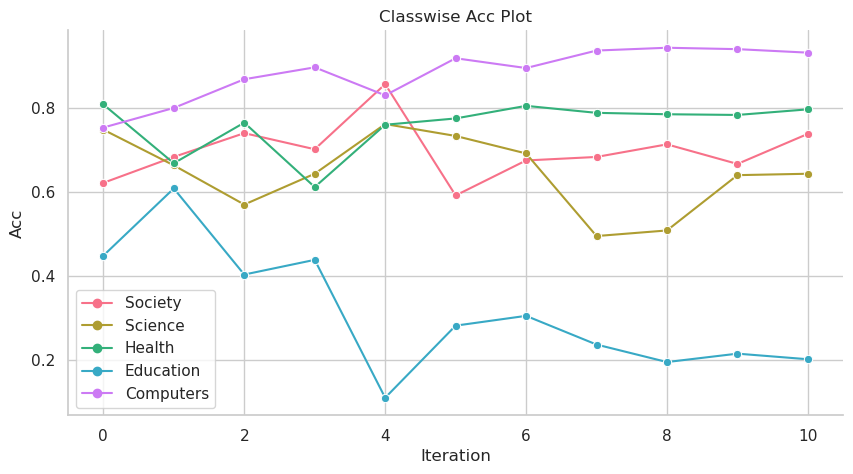 Classwise Acc Plot
Acc
0.8
0.6
0.4
0.2
Society
Science
Health
Education
Computers
0 2 4 6 8 10
Iteration